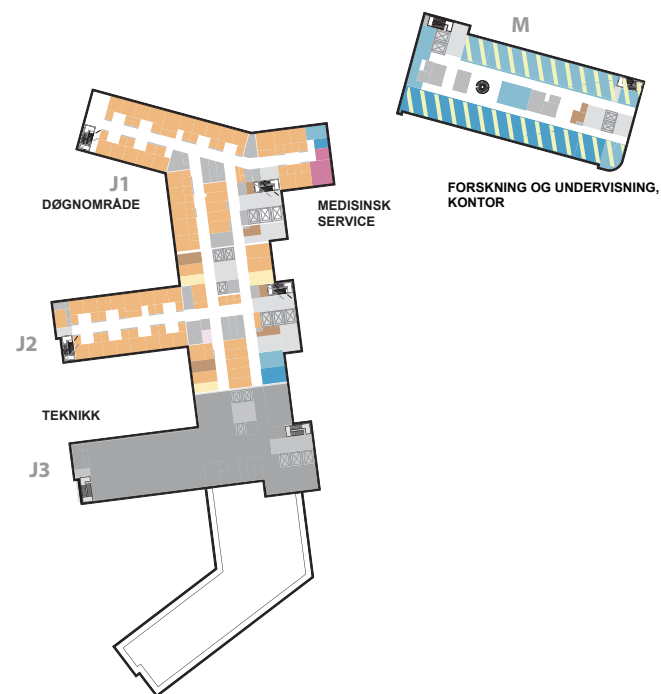 M
J1
DØGNOMRÅDE
MEDISINSK
SERVICE
FORSKNING OG UNDERVISNING,
KONTOR
J2
TEKNIKK
J3